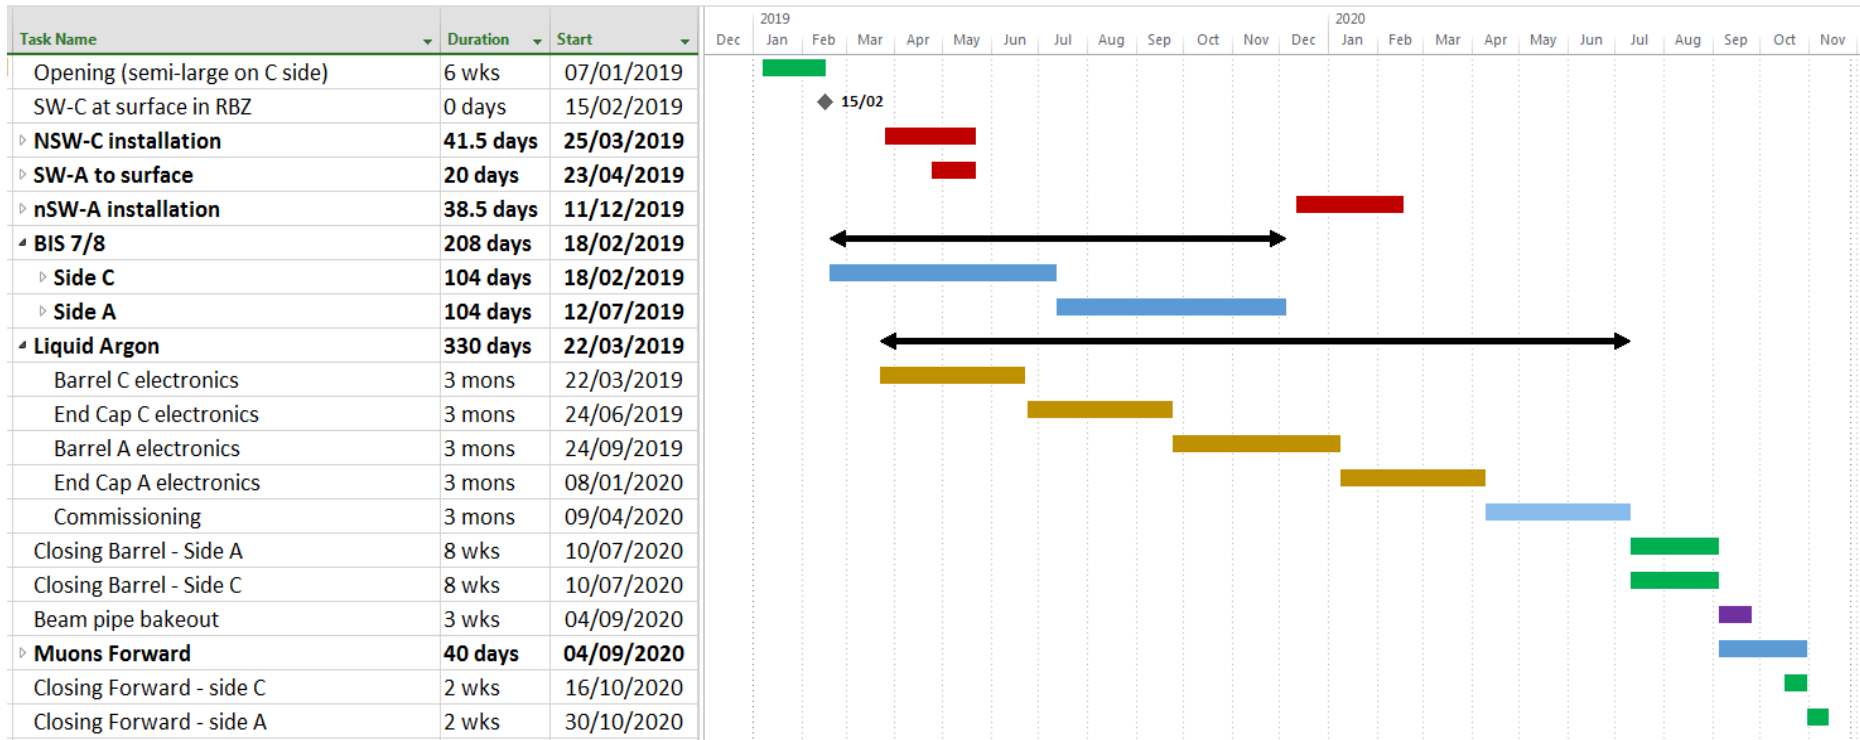 2019 2020
Task Name Duration Start Dec Jan Feb Mar Apr May Jun Jul Aug Sep Oct Nov Dec Jan Feb Mar Apr May Jun Jul Aug Sep Oct Nov
Opening (semi-large on C side) 6 wks 07/01/2019
SW-C at surface in RBZ 0 days 15/02/2019 15/02
NSW-C installation 41.5 days 25/03/2019
SW-A to surface 20 days 23/04/2019
nSW-A installation 38.5 days 11/12/2019
BIS 7/8 208 days 18/02/2019
Side C 104 days 18/02/2019
Side A 104 days 12/07/2019
Liquid Argon 330 days 22/03/2019
Barrel C electronics 3 mons 22/03/2019
End Cap C electronics 3 mons 24/06/2019
Barrel A electronics 3 mons 24/09/2019
End Cap A electronics 3 mons 08/01/2020
Commissioning 3 mons 09/04/2020
Closing Barrel - Side A 8 wks 10/07/2020
Closing Barrel - Side C 8 wks 10/07/2020
Beam pipe bakeout 3 wks 04/09/2020
Muons Forward 40 days 04/09/2020
Closing Forward - side C 2 wks 16/10/2020
Closing Forward - side A 2 wks 30/10/2020